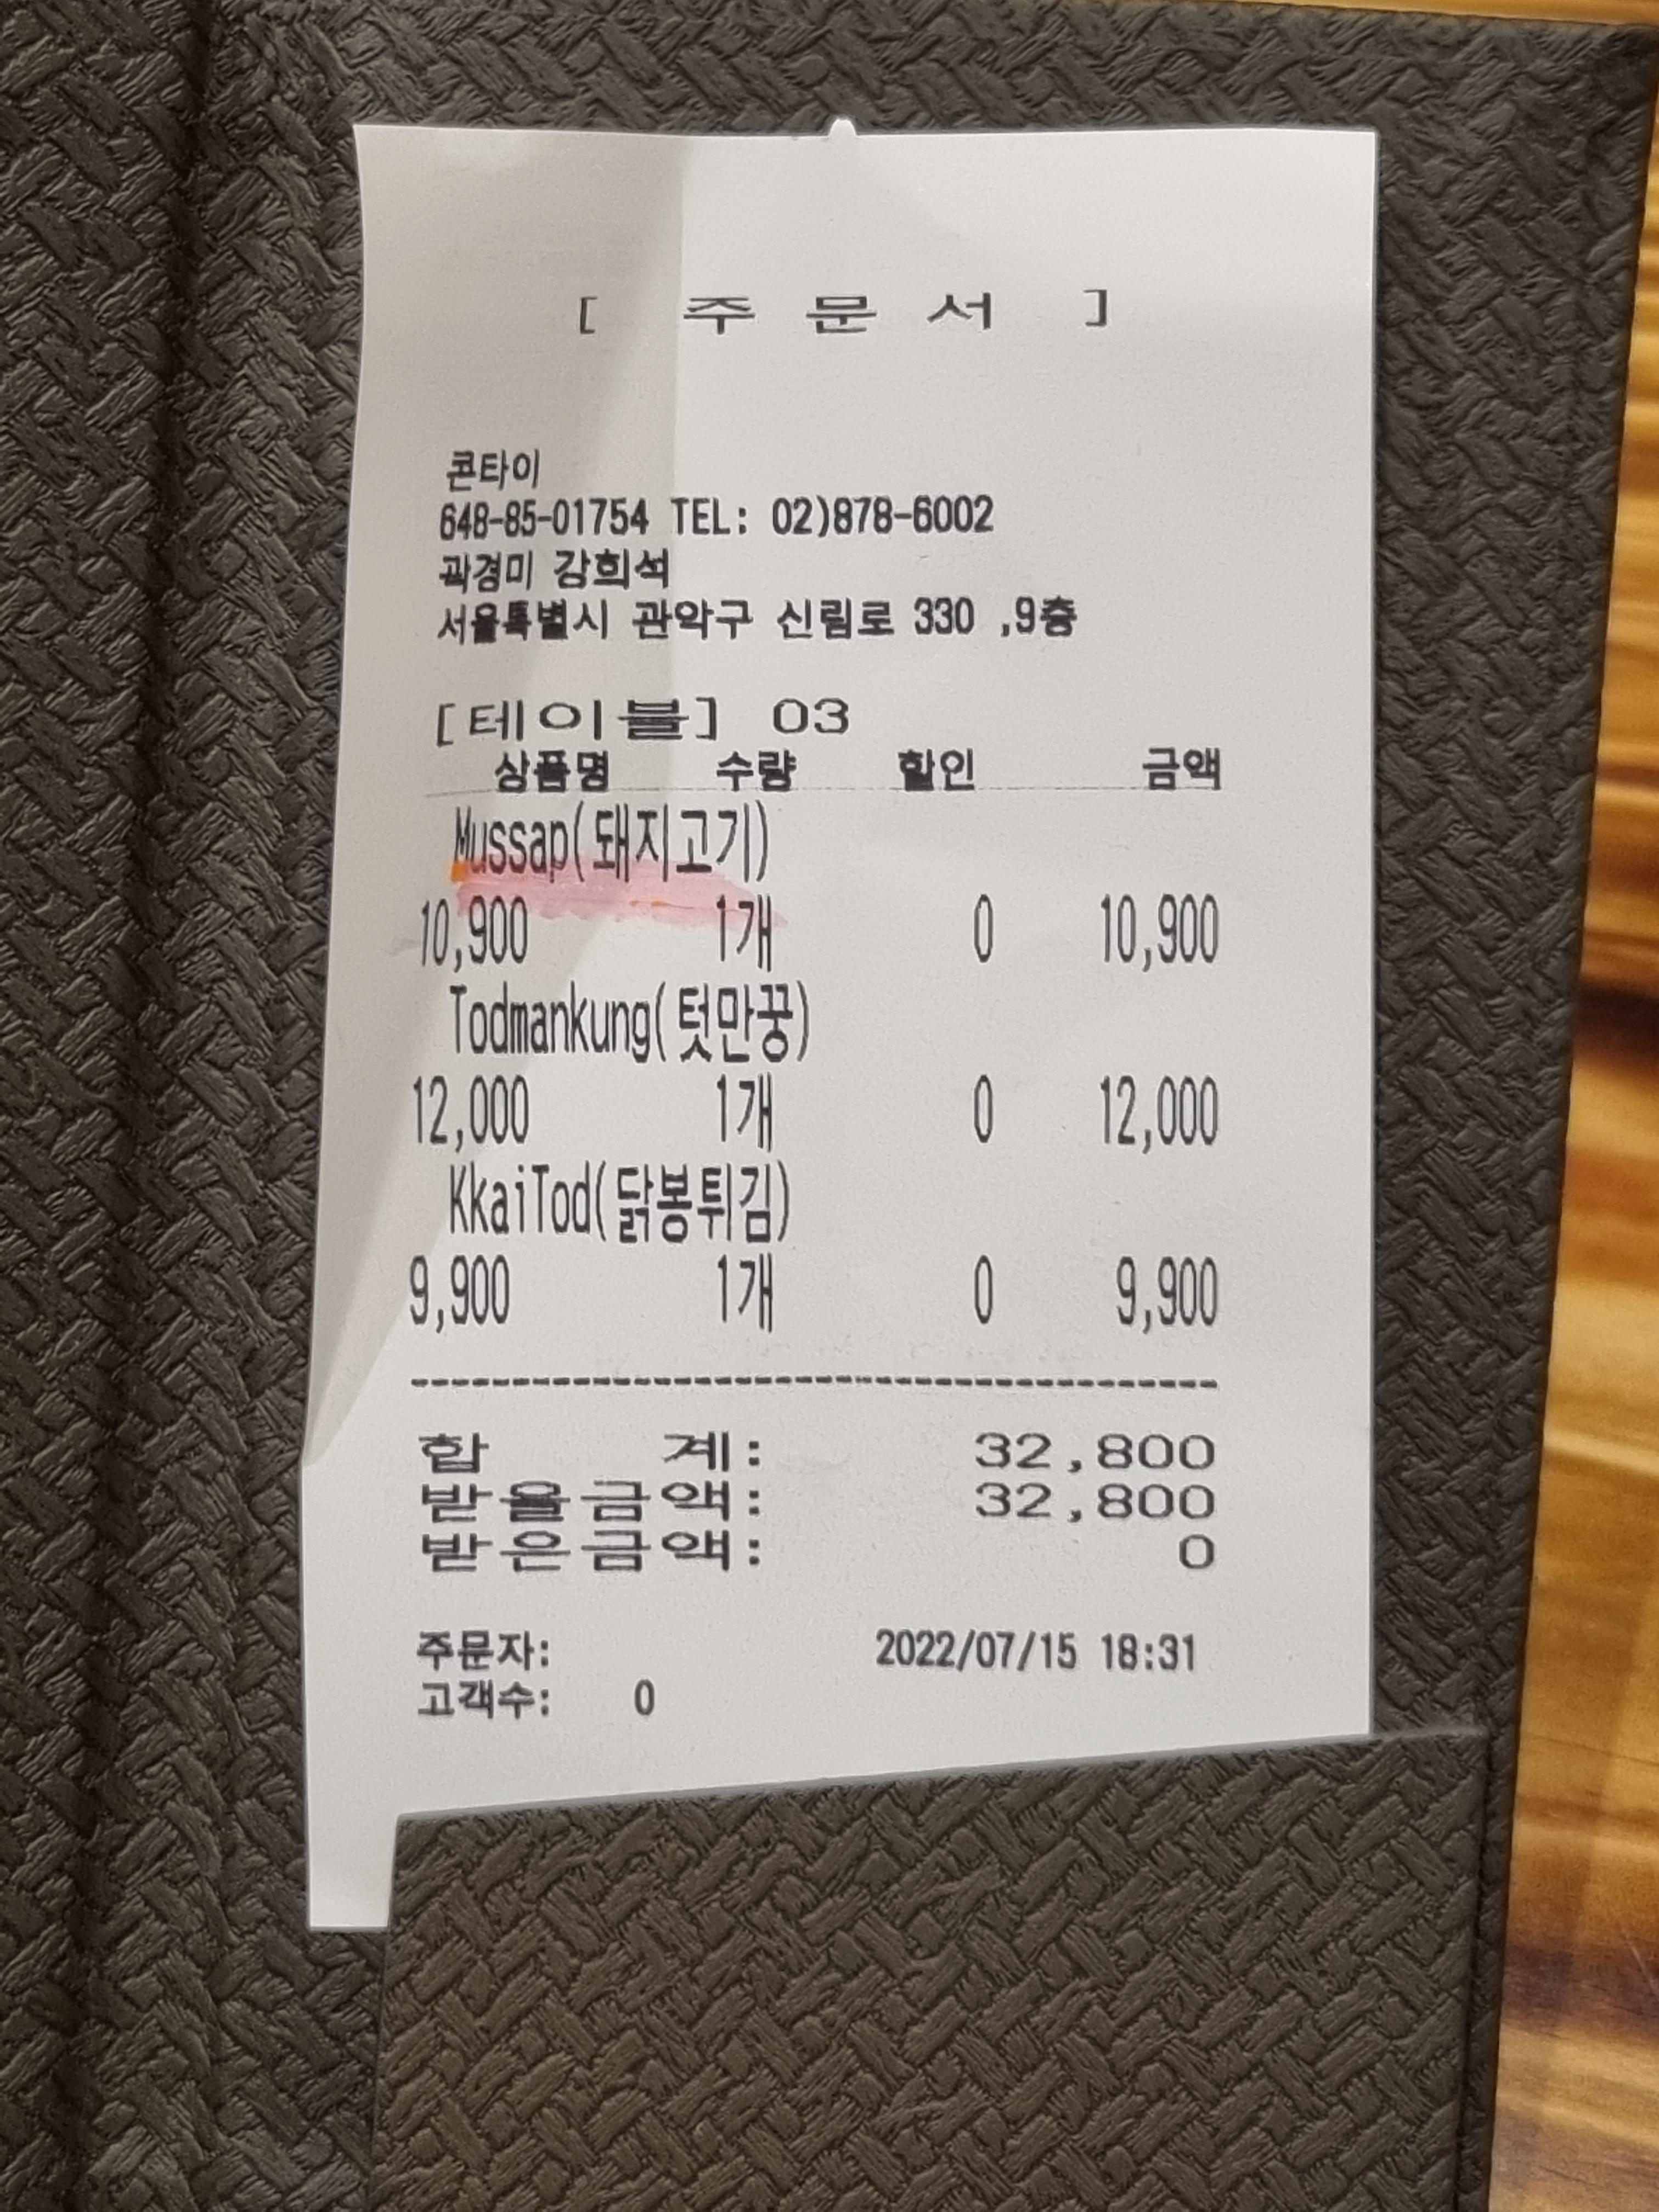 [ 주 문 서 ]
콘타이
648-85-01754 TEL: 02)878-6002
곽경미 강희석
서울특별시 관악구 신림로 330 ,9층
[테이블] 03
상품명 수량 할인 금액
Mussap(돼지고기)
10,900 1개 0 10,900
Todmankung(텃만꿍)
12,000 1개 0 12,000
KkaiTod(닭봉튀김)
9,900 1개 0 9,900
합 계: 32,800
받을금액: 32,800
받은금액: 0
주문자: 2022/07/15 18:31
고객수: 0